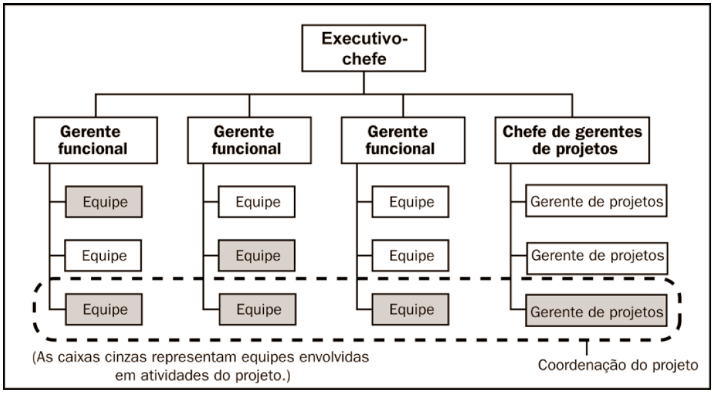 Executivo-
chefe
Gerente
funcional
Gerente
funcional
Gerente
funcional
Chefe de gerentes
de projetos
Equipe
Equipe
Equipe
Gerente de projetos
Equipe
Equipe
Equipe
Gerente de projetos
Equipe
Equipe
Equipe
Gerente de projetos
(As caixas cinzas representam equipes envolvidas
em atividades do projeto.)
Coordenação do projeto